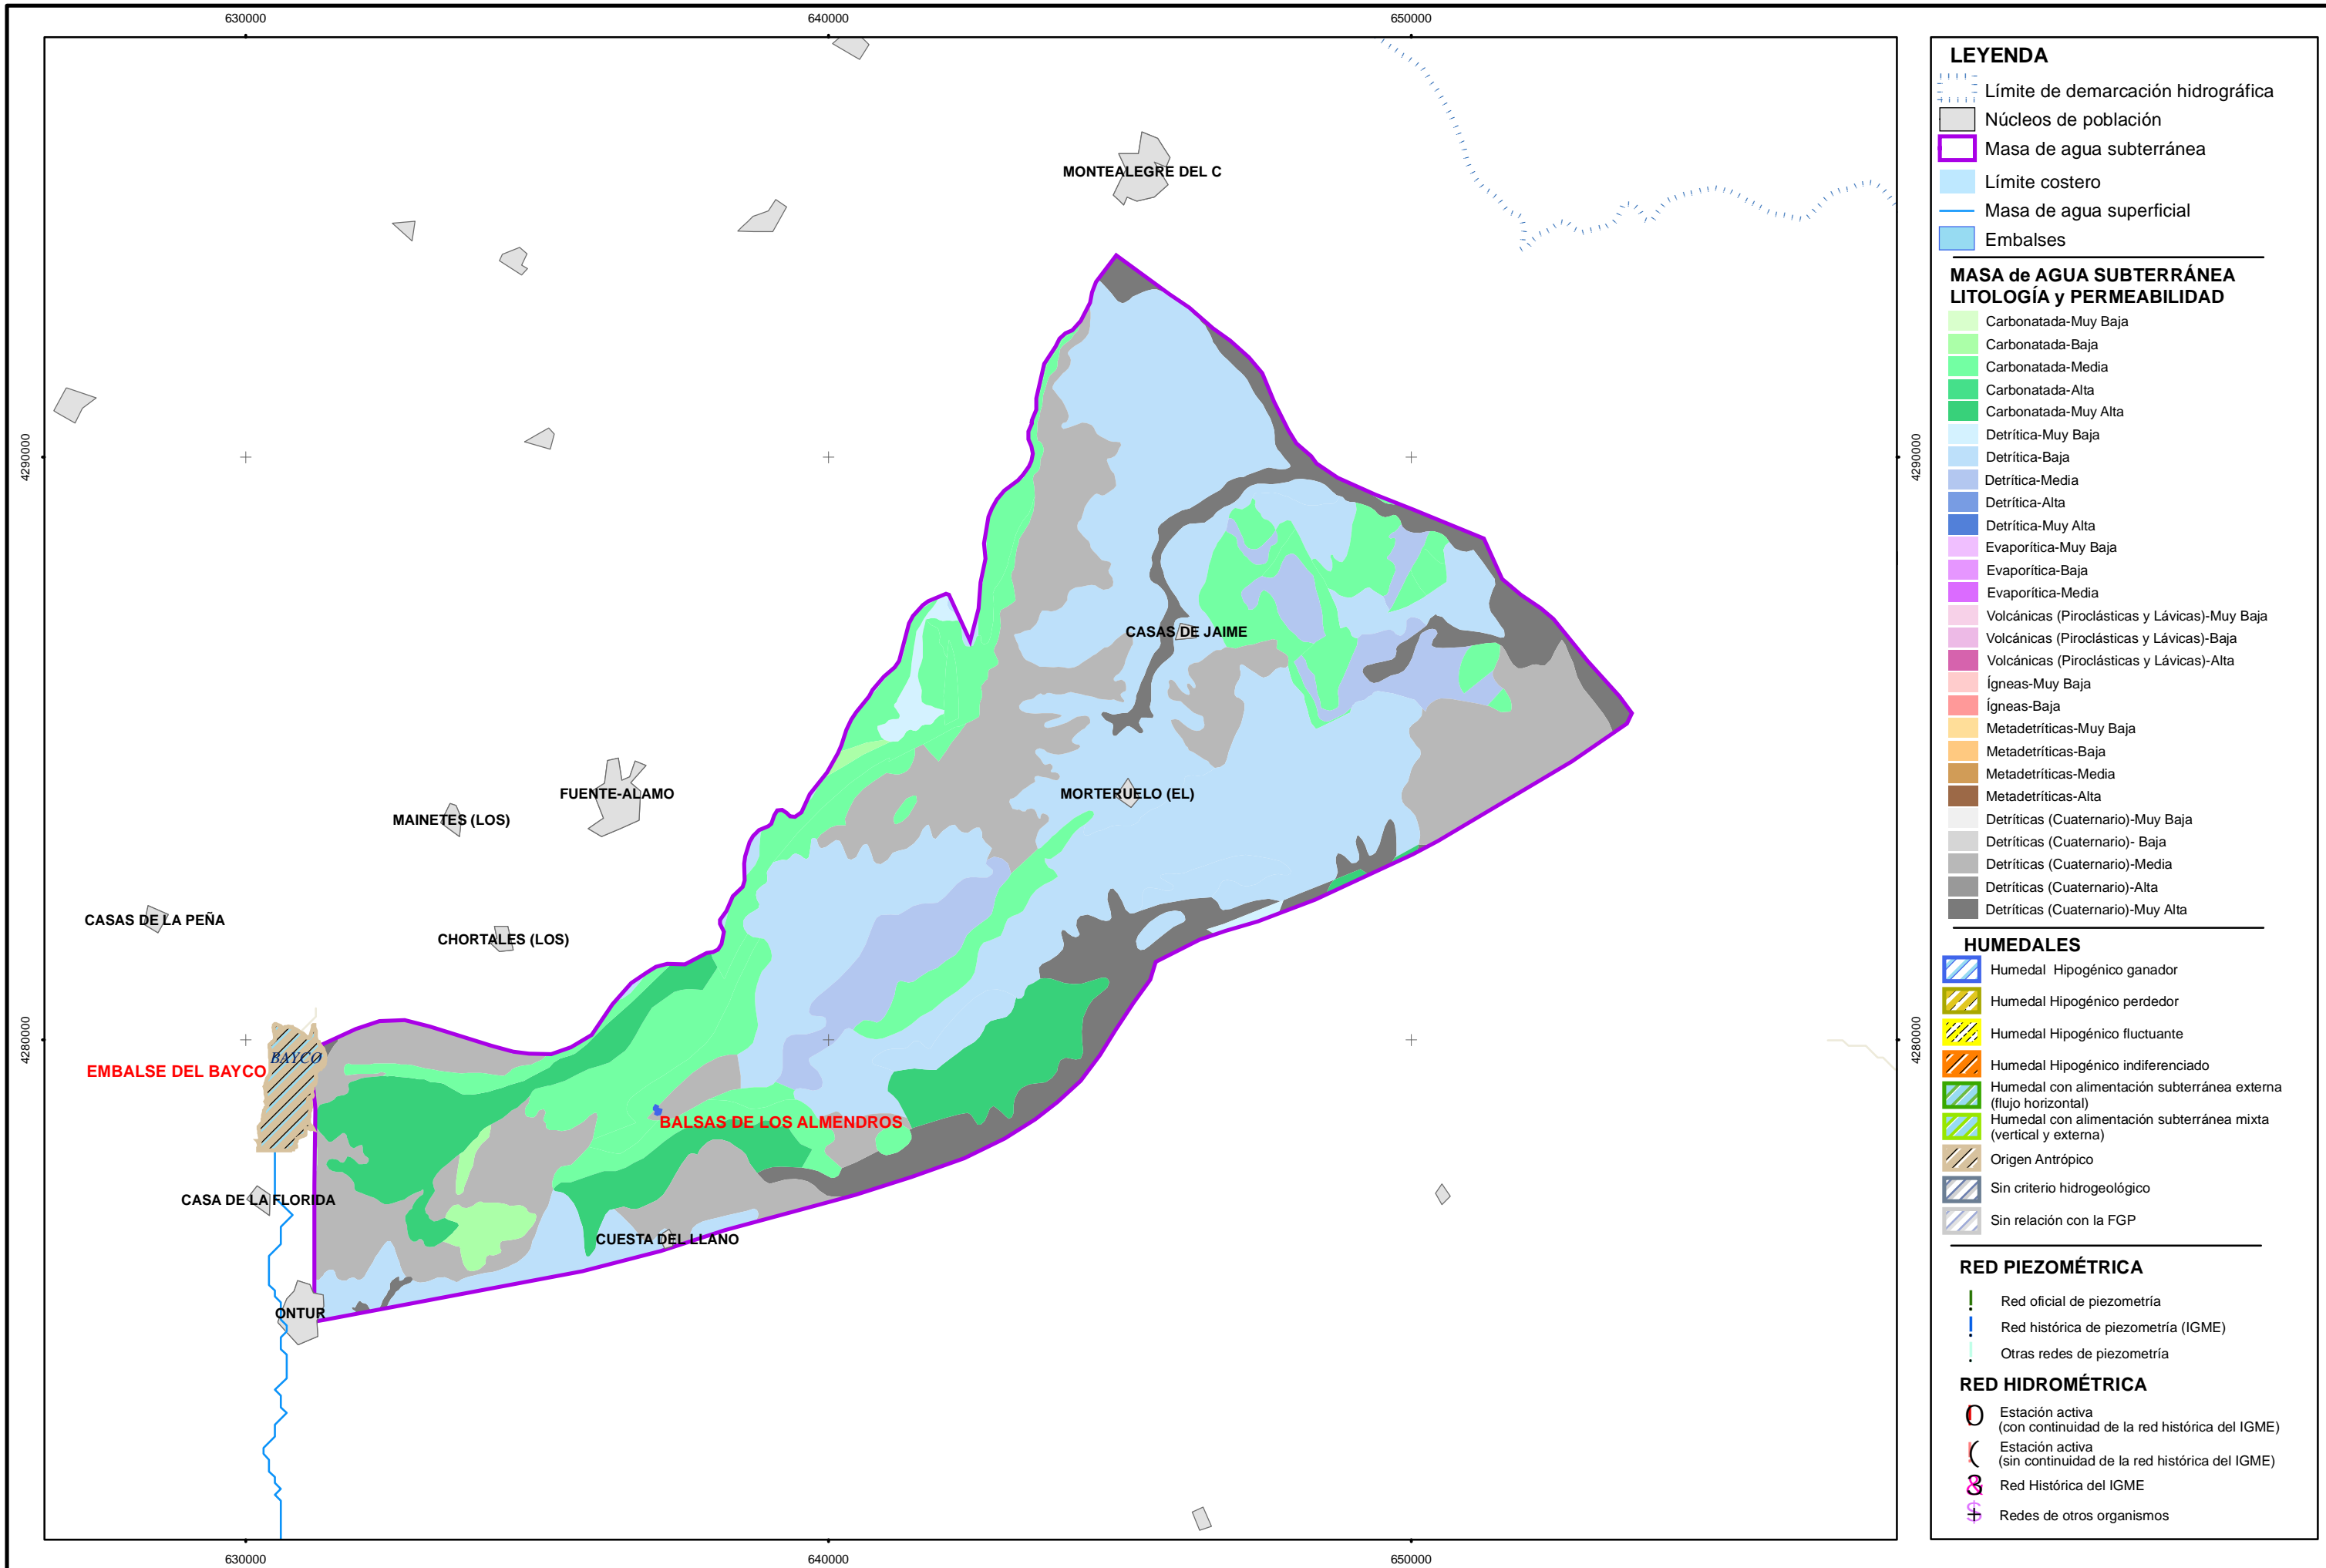 630000
640000
650000
4290000
4290000
4280000
4280000
MONTEALEGRE DEL C
CASAS DE JAIME
MORTERUELO (EL)
FUENTE-ALAMO
MAINETES (LOS)
CASAS DE LA PEÑA
CHORTALES (LOS)
BAYCO
EMBALSE DEL BAYCO
BALSAS DE LOS ALMENDROS
CASA DE LA FLORIDA
CUESTA DEL LLANO
ONTUR
630000
640000
650000
LEYENDA
Límite de demarcación hidrográfica
Núcleos de población
Masa de agua subterránea
Límite costero
Masa de agua superficial
Embalses
MASA de AGUA SUBTERRÁNEA
LITOLOGÍA y PERMEABILIDAD
Carbonatada-Muy Baja
Carbonatada-Baja
Carbonatada-Media
Carbonatada-Alta
Carbonatada-Muy Alta
Detrítica-Muy Baja
Detrítica-Baja
Detrítica-Media
Detrítica-Alta
Detrítica-Muy Alta
Evaporítica-Muy Baja
Evaporítica-Baja
Evaporítica-Media
Volcánicas (Piroclásticas y Lávicas)-Muy Baja
Volcánicas (Piroclásticas y Lávicas)-Baja
Volcánicas (Piroclásticas y Lávicas)-Alta
Ígneas-Muy Baja
Ígneas-Baja
Metadetríticas-Muy Baja
Metadetríticas-Baja
Metadetríticas-Media
Metadetríticas-Alta
Detríticas (Cuaternario)-Muy Baja
Detríticas (Cuaternario)- Baja
Detríticas (Cuaternario)-Media
Detríticas (Cuaternario)-Alta
Detríticas (Cuaternario)-Muy Alta
HUMEDALES
Humedal Hipogénico ganador
Humedal Hipogénico perdedor
Humedal Hipogénico fluctuante
Humedal Hipogénico indiferenciado
Humedal con alimentación subterránea externa
(flujo horizontal)
Humedal con alimentación subterránea mixta
(vertical y externa)
Origen Antrópico
Sin criterio hidrogeológico
Sin relación con la FGP
RED PIEZOMÉTRICA
! Red oficial de piezometría
! Red histórica de piezometría (IGME)
! Otras redes de piezometría
RED HIDROMÉTRICA
Estación activa
(con continuidad de la red histórica del IGME)
Estación activa
(sin continuidad de la red histórica del IGME)
Red Histórica del IGME
Redes de otros organismos